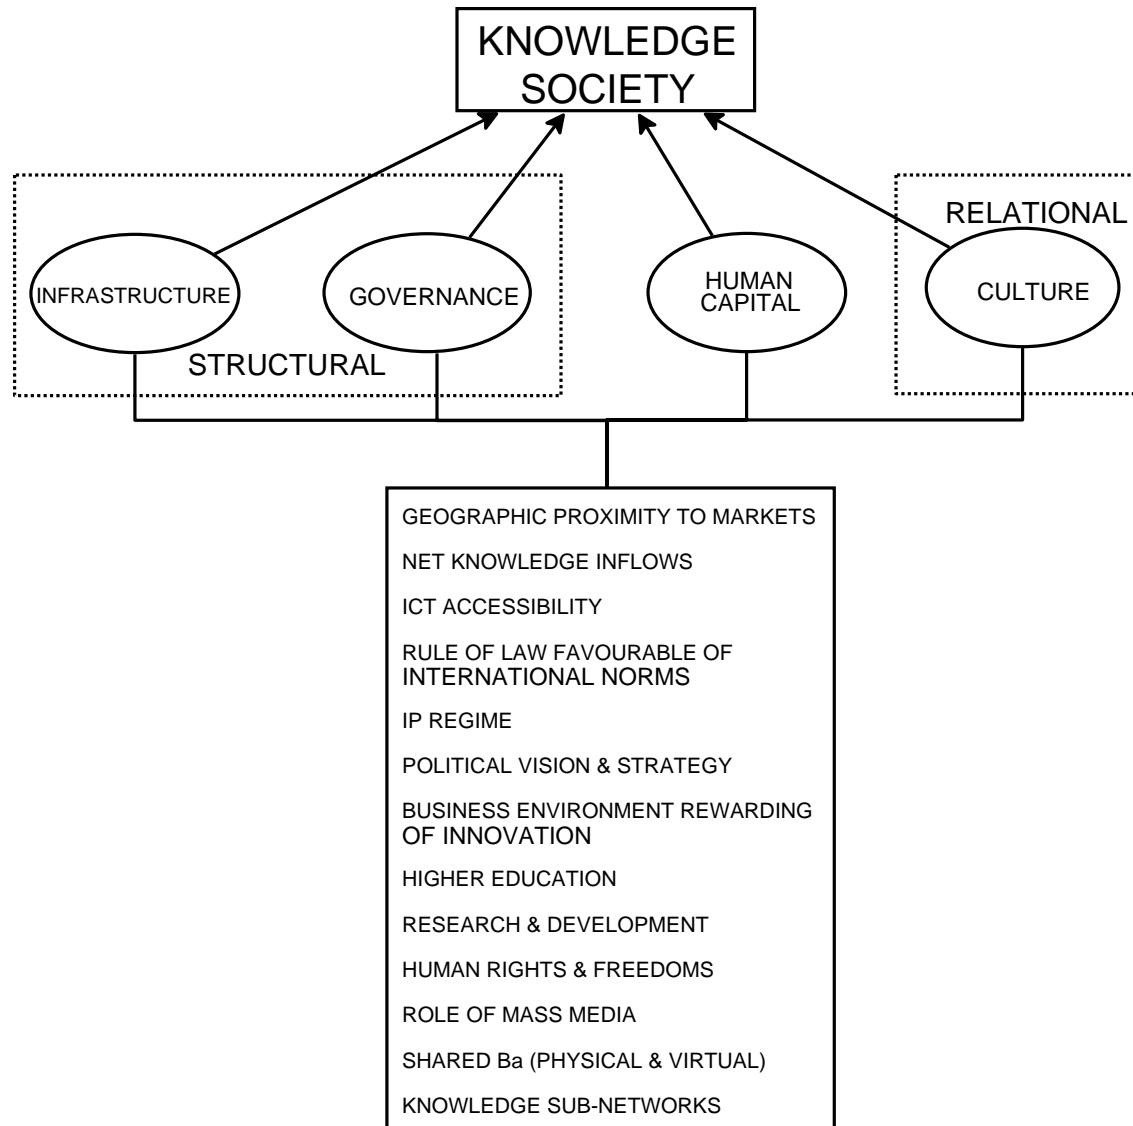 KNOWLEDGE
SOCIETY
RELATIONAL
INFRASTRUCTURE
GOVERNANCE
HUMAN
CAPITAL
CULTURE
STRUCTURAL
GEOGRAPHIC PROXIMITY TO MARKETS
NET KNOWLEDGE INFLOWS
ICT ACCESSIBILITY
RULE OF LAW FAVOURABLE OF
INTERNATIONAL NORMS
IP REGIME
POLITICAL VISION & STRATEGY
BUSINESS ENVIRONMENT REWARDING
OF INNOVATION
HIGHER EDUCATION
RESEARCH & DEVELOPMENT
HUMAN RIGHTS & FREEDOMS
ROLE OF MASS MEDIA
SHARED Ba (PHYSICAL & VIRTUAL)
KNOWLEDGE SUB-NETWORKS